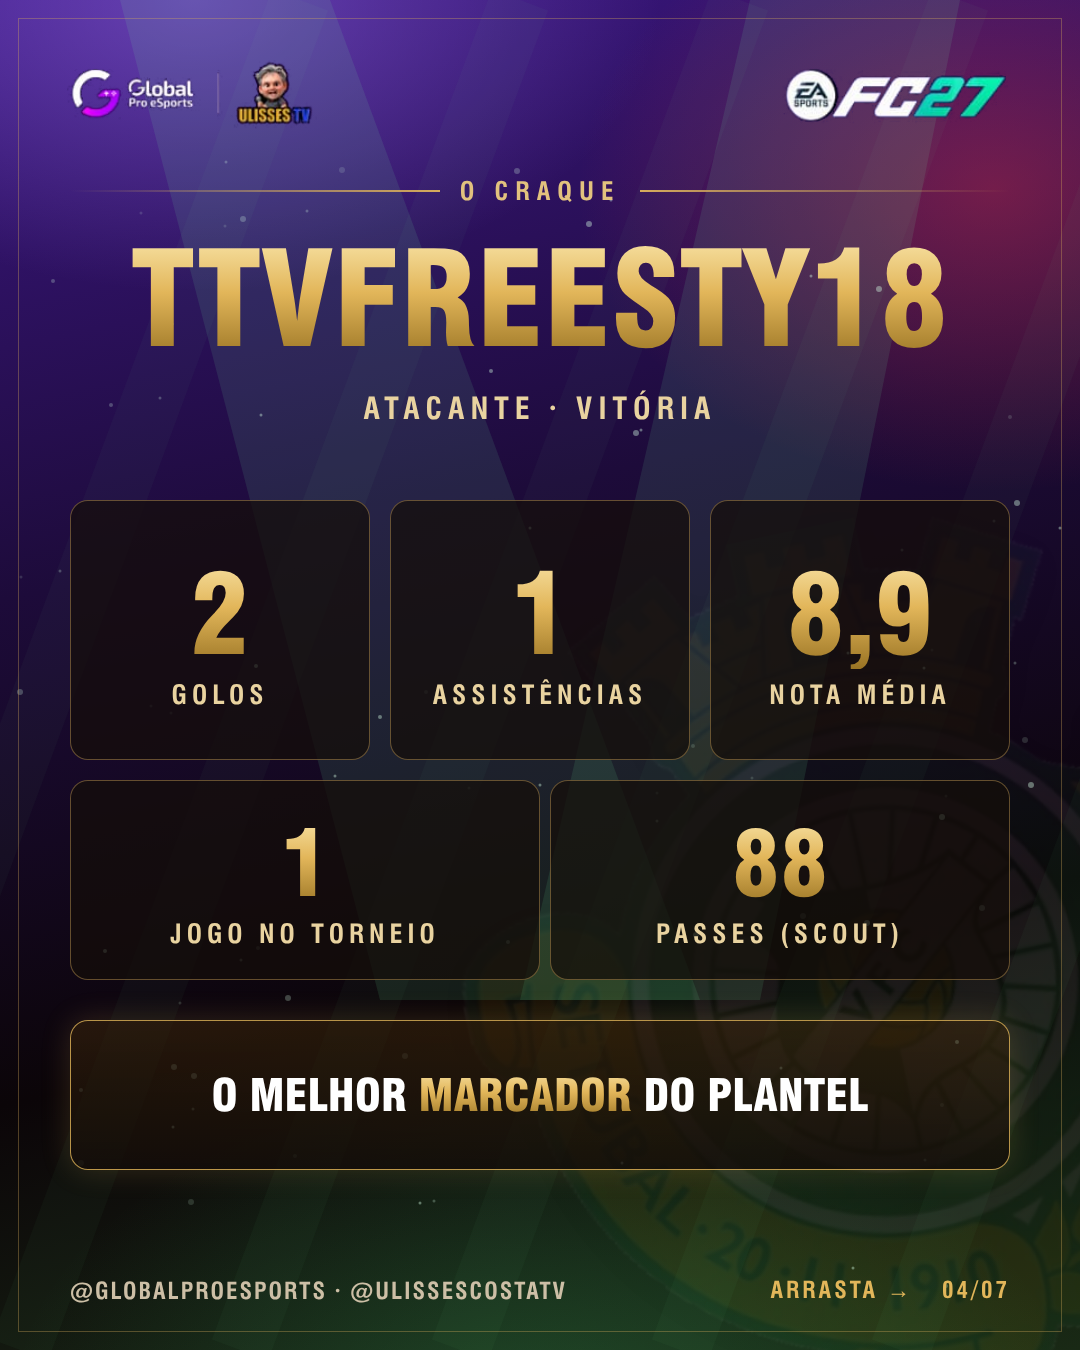 Global
Pro eSports
ULISSES TV
EA
SPORTS
FC27
O CRAQUE
TTVFREESTY18
ATACANTE · VITÓRIA
2
GOLOS
1
ASSISTÊNCIAS
8,9
NOTA MÉDIA
1
JOGO NO TORNEIO
88
PASSES (SCOUT)
O MELHOR MARCADOR DO PLANTEL
@GLOBALPROESPORTS · @ULISSESCOSTATV
ARRASTA → 04/07